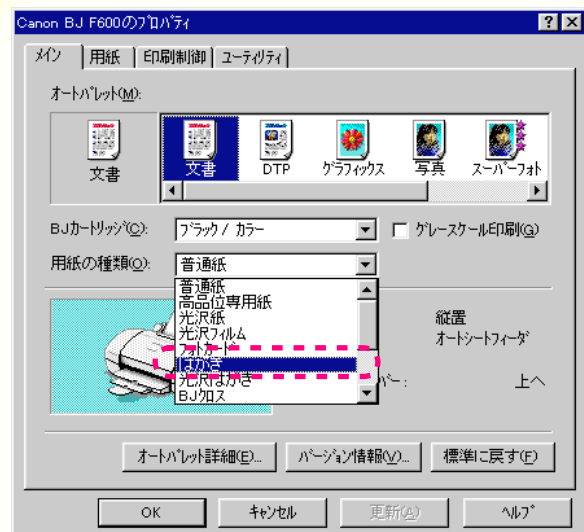 Canon BJ F600のﾌﾟﾛﾊﾟﾃｨ
ﾒｲﾝ 用紙 印刷制御 ﾕｰﾃｨﾘﾃｨ
ｵｰﾄﾊﾟﾚｯﾄ(M):
文書 文書 DTP ｸﾞﾗﾌｨｯｸｽ 写真 ｽｰﾊﾟｰﾌｫﾄ
BJｶｰﾄﾘｯｼﾞ(C): ﾌﾞﾗｯｸ / ｶﾗｰ ｸﾞﾚｰｽｹｰﾙ印刷(G)
用紙の種類(O): 普通紙
普通紙
高品位専用紙
光沢紙
光沢ﾌｨﾙﾑ
ﾌｫﾄｶｰﾄﾞ
はがき
光沢はがき
BJｸﾛｽ
縦置
ｵｰﾄｼｰﾄﾌｨｰﾀﾞ
ﾊﾞｰ: 上へ
ｵｰﾄﾊﾟﾚｯﾄ詳細(E)... ﾊﾞｰｼﾞｮﾝ情報(V)... 標準に戻す(F)
OK ｷｬﾝｾﾙ 更新(A) ﾍﾙﾌﾟ